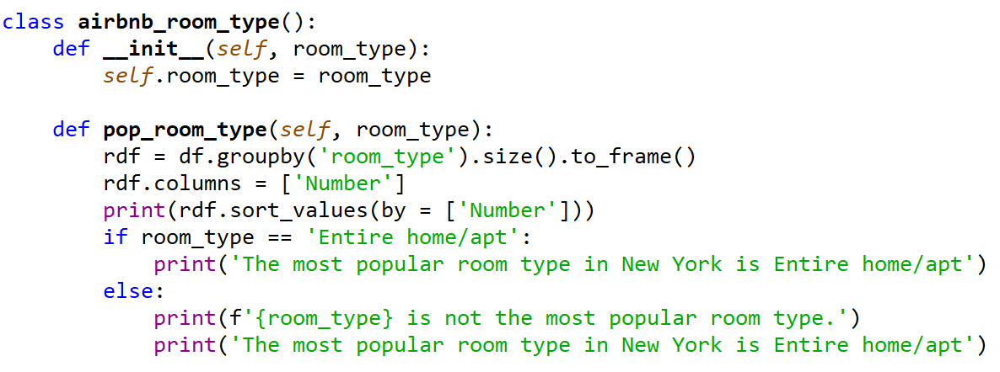 class airbnb_room_type():
    def __init__(self, room_type):
        self.room_type = room_type

    def pop_room_type(self, room_type):
        rdf = df.groupby('room_type').size().to_frame()
        rdf.columns = ['Number']
        print(rdf.sort_values(by = ['Number']))
        if room_type == 'Entire home/apt':
            print('The most popular room type in New York is Entire home/apt')
        else:
            print(f'{room_type} is not the most popular room type.')
            print('The most popular room type in New York is Entire home/apt')